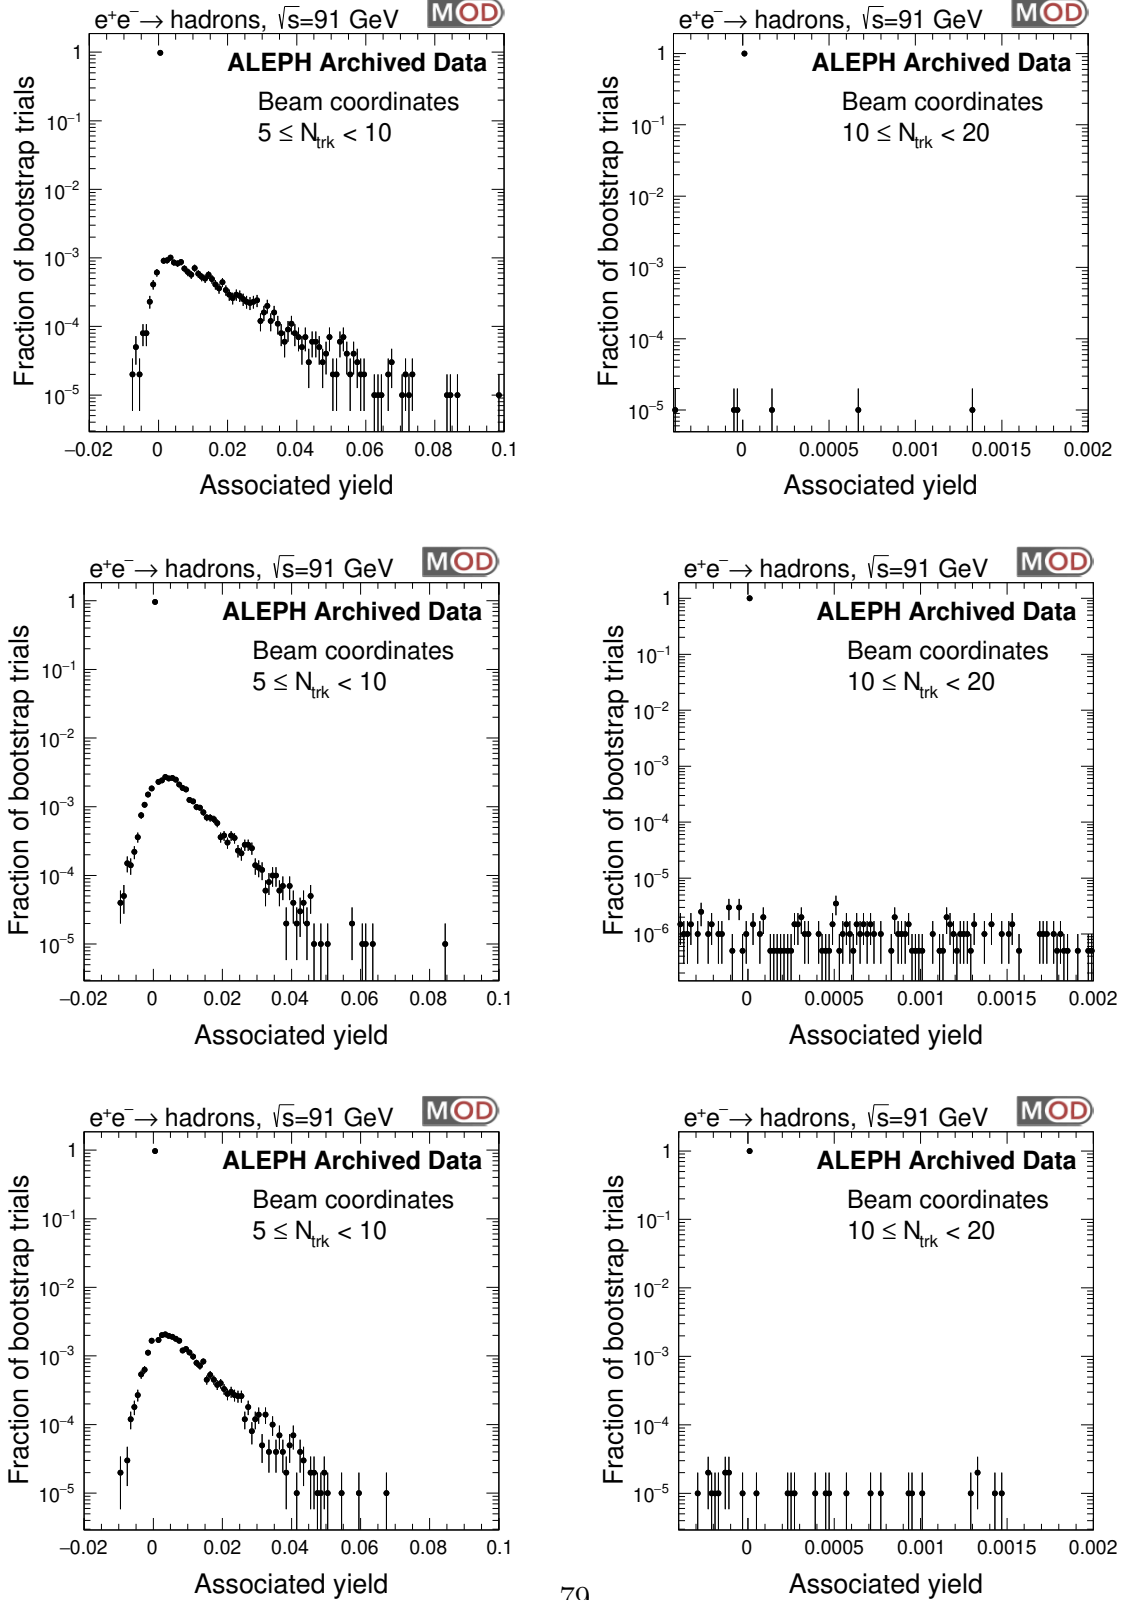 e⁺e⁻→ hadrons, √s=91 GeV MOD
ALEPH Archived Data
Beam coordinates
5 ≤ N_trk < 10
Fraction of bootstrap trials
1
10⁻¹
10⁻²
10⁻³
10⁻⁴
10⁻⁵
−0.02 0 0.02 0.04 0.06 0.08 0.1
Associated yield
e⁺e⁻→ hadrons, √s=91 GeV MOD
ALEPH Archived Data
Beam coordinates
10 ≤ N_trk < 20
Fraction of bootstrap trials
1
10⁻¹
10⁻²
10⁻³
10⁻⁴
10⁻⁵
0 0.0005 0.001 0.0015 0.002
Associated yield
e⁺e⁻→ hadrons, √s=91 GeV MOD
ALEPH Archived Data
Beam coordinates
5 ≤ N_trk < 10
Fraction of bootstrap trials
1
10⁻¹
10⁻²
10⁻³
10⁻⁴
10⁻⁵
−0.02 0 0.02 0.04 0.06 0.08 0.1
Associated yield
e⁺e⁻→ hadrons, √s=91 GeV MOD
ALEPH Archived Data
Beam coordinates
10 ≤ N_trk < 20
Fraction of bootstrap trials
1
10⁻¹
10⁻²
10⁻³
10⁻⁴
10⁻⁵
10⁻⁶
0 0.0005 0.001 0.0015 0.002
Associated yield
e⁺e⁻→ hadrons, √s=91 GeV MOD
ALEPH Archived Data
Beam coordinates
5 ≤ N_trk < 10
Fraction of bootstrap trials
1
10⁻¹
10⁻²
10⁻³
10⁻⁴
10⁻⁵
−0.02 0 0.02 0.04 0.06 0.08 0.1
Associated yield
e⁺e⁻→ hadrons, √s=91 GeV MOD
ALEPH Archived Data
Beam coordinates
10 ≤ N_trk < 20
Fraction of bootstrap trials
1
10⁻¹
10⁻²
10⁻³
10⁻⁴
10⁻⁵
0 0.0005 0.001 0.0015 0.002
Associated yield
79